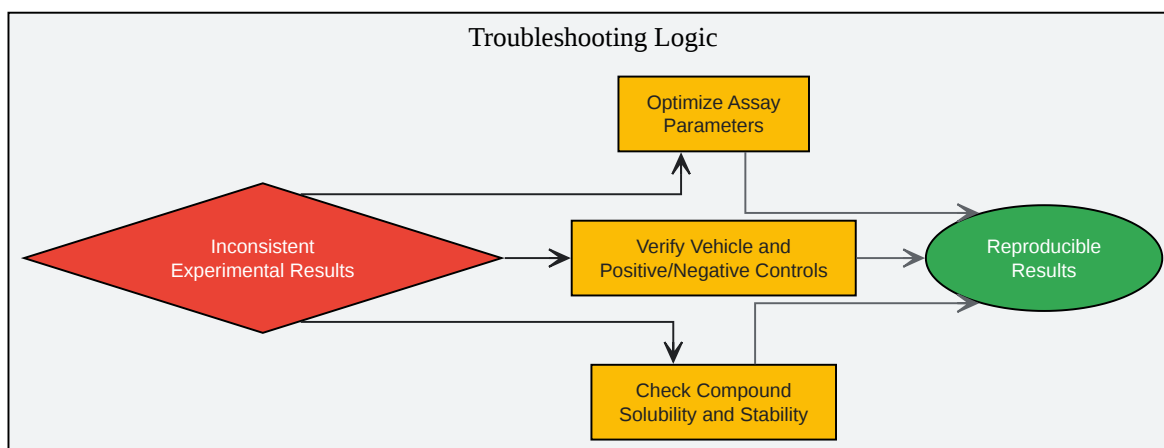 Troubleshooting Logic
Optimize Assay
Parameters
Inconsistent
Experimental Results
Verify Vehicle and
Positive/Negative Controls
Reproducible
Results
Check Compound
Solubility and Stability